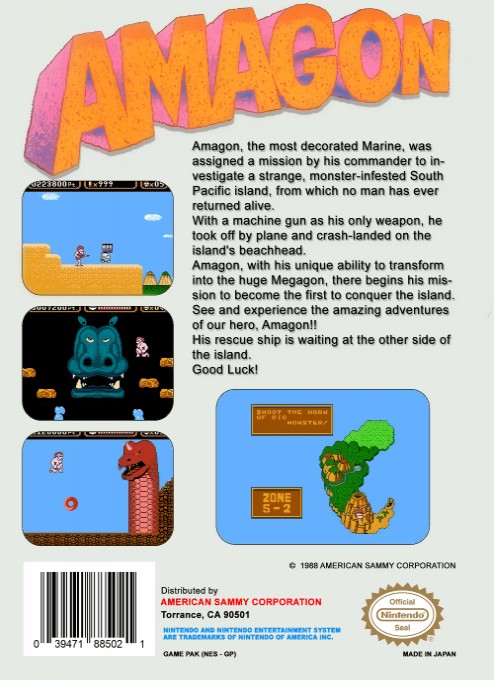 AMAGON
Amagon, the most decorated Marine, was
assigned a mission by his commander to in-
vestigate a strange, monster-infested South
Pacific island, from which no man has ever
returned alive.
With a machine gun as his only weapon, he
took off by plane and crash-landed on the
island's beachhead.
Amagon, with his unique ability to transform
into the huge Megagon, there begins his mis-
sion to become the first to conquer the island.
See and experience the amazing adventures
of our hero, Amagon!!
His rescue ship is waiting at the other side of
the island.
Good Luck!
0223800Pt. x999 x05
SHOOT THE HORN
OF BIG
MONSTER!
ZONE
5-2
© 1988 AMERICAN SAMMY CORPORATION
0 39471 88502 1
Distributed by
AMERICAN SAMMY CORPORATION
Torrance, CA 90501
NINTENDO AND NINTENDO ENTERTAINMENT SYSTEM
ARE TRADEMARKS OF NINTENDO OF AMERICA INC.
GAME PAK (NES - GP)
Official
Nintendo
Seal
MADE IN JAPAN